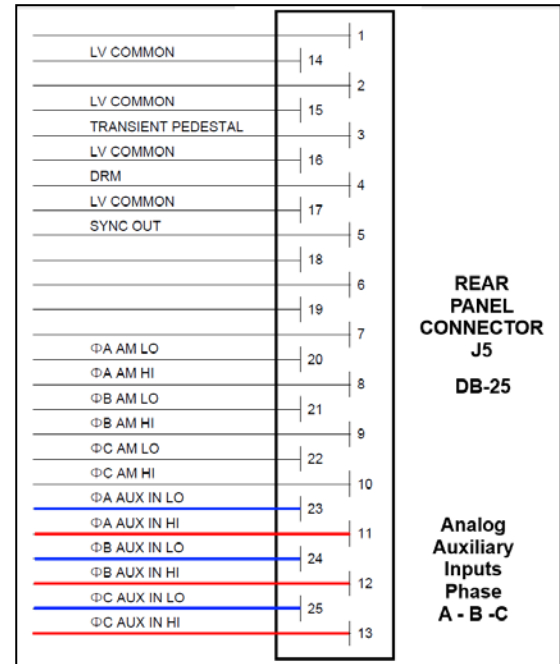 1
LV COMMON
14
2
LV COMMON
15
TRANSIENT PEDESTAL
3
LV COMMON
16
DRM
4
LV COMMON
17
SYNC OUT
5
18
6
19
7
ΦA AM LO
20
ΦA AM HI
8
ΦB AM LO
21
ΦB AM HI
9
ΦC AM LO
22
ΦC AM HI
10
ΦA AUX IN LO
23
ΦA AUX IN HI
11
ΦB AUX IN LO
24
ΦB AUX IN HI
12
ΦC AUX IN LO
25
ΦC AUX IN HI
13
REAR
PANEL
CONNECTOR
J5
DB-25
Analog
Auxiliary
Inputs
Phase
A - B -C